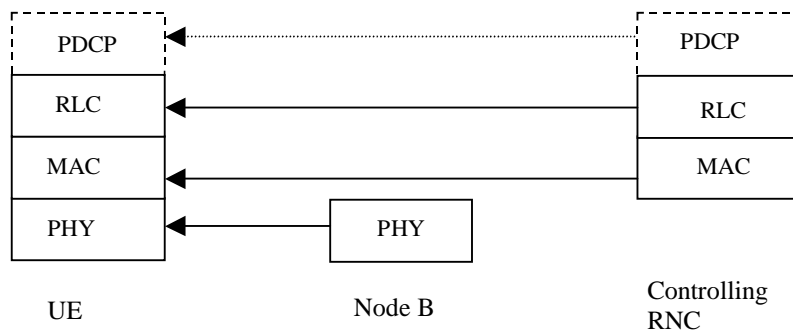 PDCP
PDCP
RLC
RLC
MAC
MAC
PHY
PHY
UE
Node B
Controlling
RNC